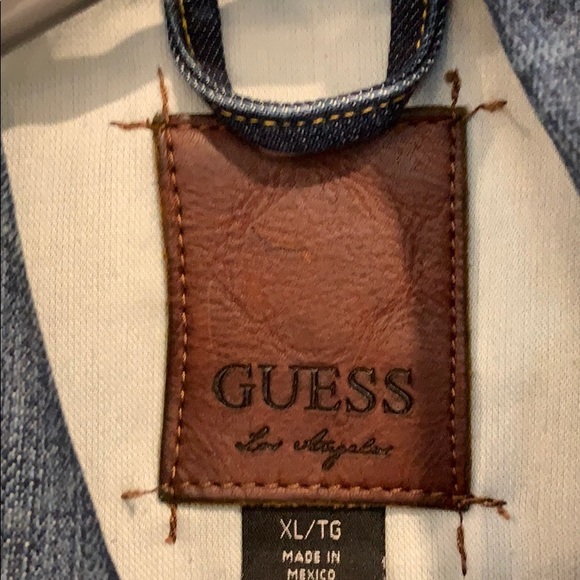 GUESS
Los Angeles
XL/TG
MADE IN
MEXICO